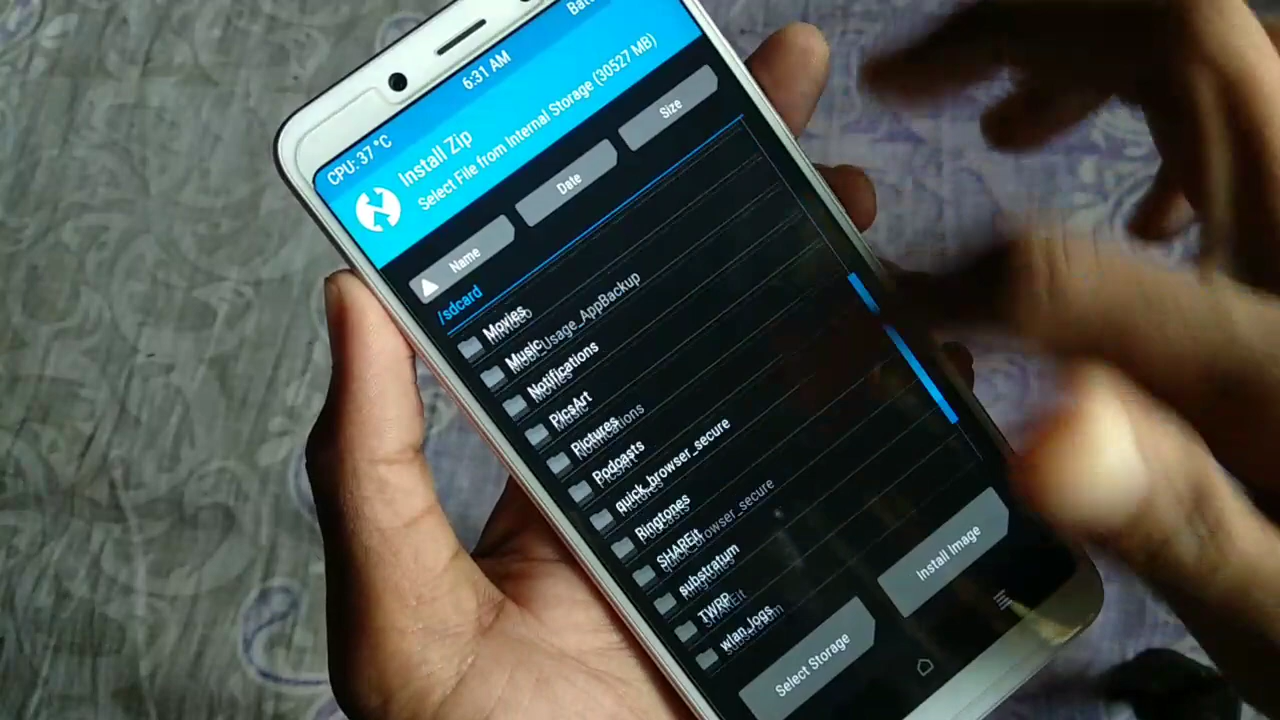 6:31 AM
CPU: 37 °C
Install Zip
Select File from Internal Storage (30527 MB)
Name
Date
Size
/sdcard
Movies
Music
Notifications
PicsArt
Pictures
Podcasts
quick_browser_secure
Ringtones
SHAREit
substratum
TWRP
wlan_logs
Select Storage
Install Image